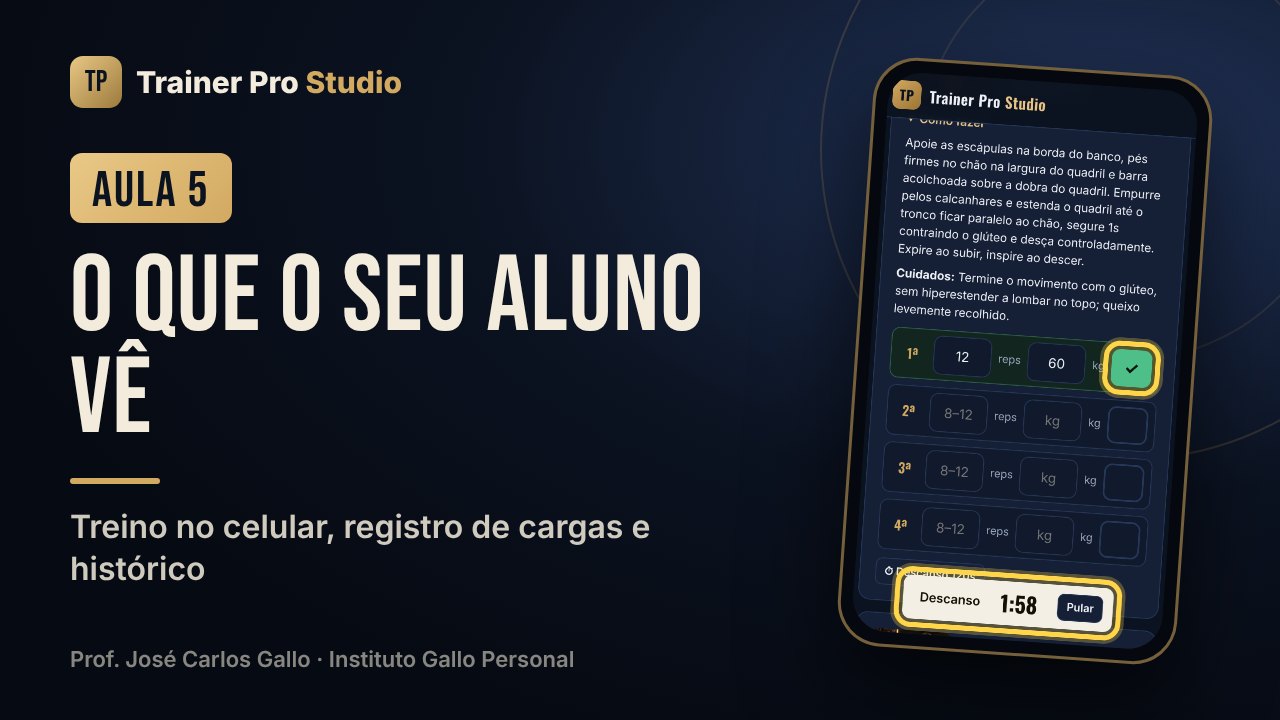 TP Trainer Pro Studio
AULA 5
O QUE O SEU ALUNO
VÊ
Treino no celular, registro de cargas e
histórico
Prof. José Carlos Gallo · Instituto Gallo Personal
TP Trainer Pro Studio
Como fazer
Apoie as escápulas na borda do banco, pés
firmes no chão na largura do quadril e barra
acolchoada sobre a dobra do quadril. Empurre
pelos calcanhares e estenda o quadril até o
tronco ficar paralelo ao chão, segure 1s
contraindo o glúteo e desça controladamente.
Expire ao subir, inspire ao descer.
Cuidados: Termine o movimento com o glúteo,
sem hiperestender a lombar no topo; queixo
levemente recolhido.
1ª 12 reps 60 kg ✓
2ª 8–12 reps kg kg
3ª 8–12 reps kg kg
4ª 8–12 reps kg kg
Descanso 120s
Descanso 1:58 Pular